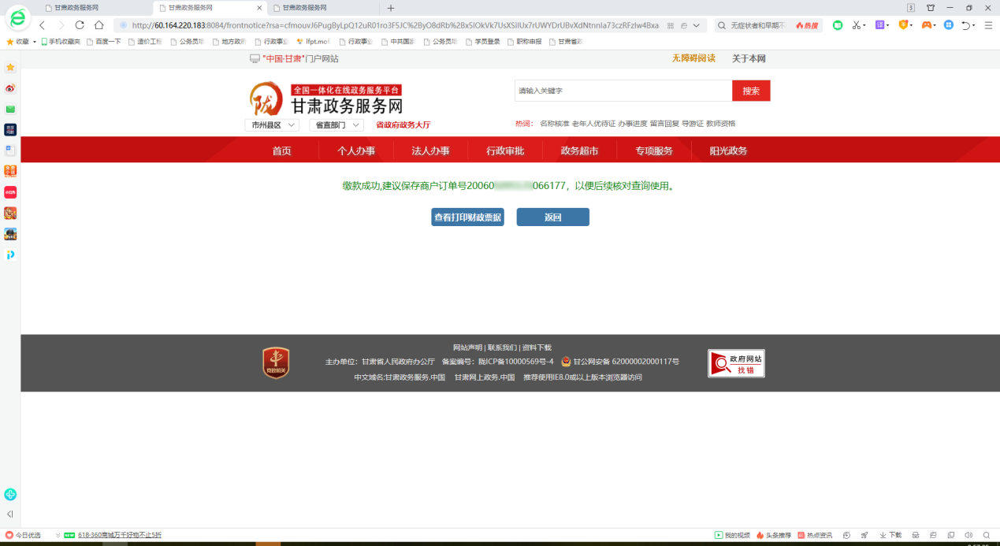 甘肃政务服务网
甘肃政务服务网
甘肃政务服务网
3
http://60.164.220.183:8084/frontnotice?rsa=cfmouvJ6PugByLpQ12uR01ro3F5JC%2ByO8dRb%2Bx5IOkVk7UsXSiIUx7rUWYDrUBvXdNtnnIa73czRFzIw4Bxa
无症状者和早期不
热搜
收藏
手机收藏夹
百度一下
造价工程
公务员培
地方政府
行政事业
lfpt.mof.
行政事业
中共国家
公务员培
学员登录
职称申报
甘肃省政
"中国·甘肃"门户网站
无障碍阅读
关于本网
全国一体化在线政务服务平台
甘肃政务服务网
请输入关键字
搜索
市州县区
省直部门
省政府政务大厅
热词： 名称核准 老年人优待证 办事进度 留言回复 导游证 教师资格
首页
个人办事
法人办事
行政审批
政务超市
专项服务
阳光政务
缴款成功,建议保存商户订单号20060 066177，以便后续核对查询使用。
查看打印财政票据
返回
网站声明 | 联系我们 | 资料下载
主办单位：甘肃省人民政府办公厅 备案编号：陇ICP备10000569号-4 甘公网安备 62000002000117号
中文域名:甘肃政务服务.中国 甘肃网上政务.中国 推荐使用IE8.0或以上版本浏览器访问
党政机关
政府网站
找错
今日优选
NEW
618-360商城万千好物不止5折
我的视频
头条推荐
热点资讯
下载